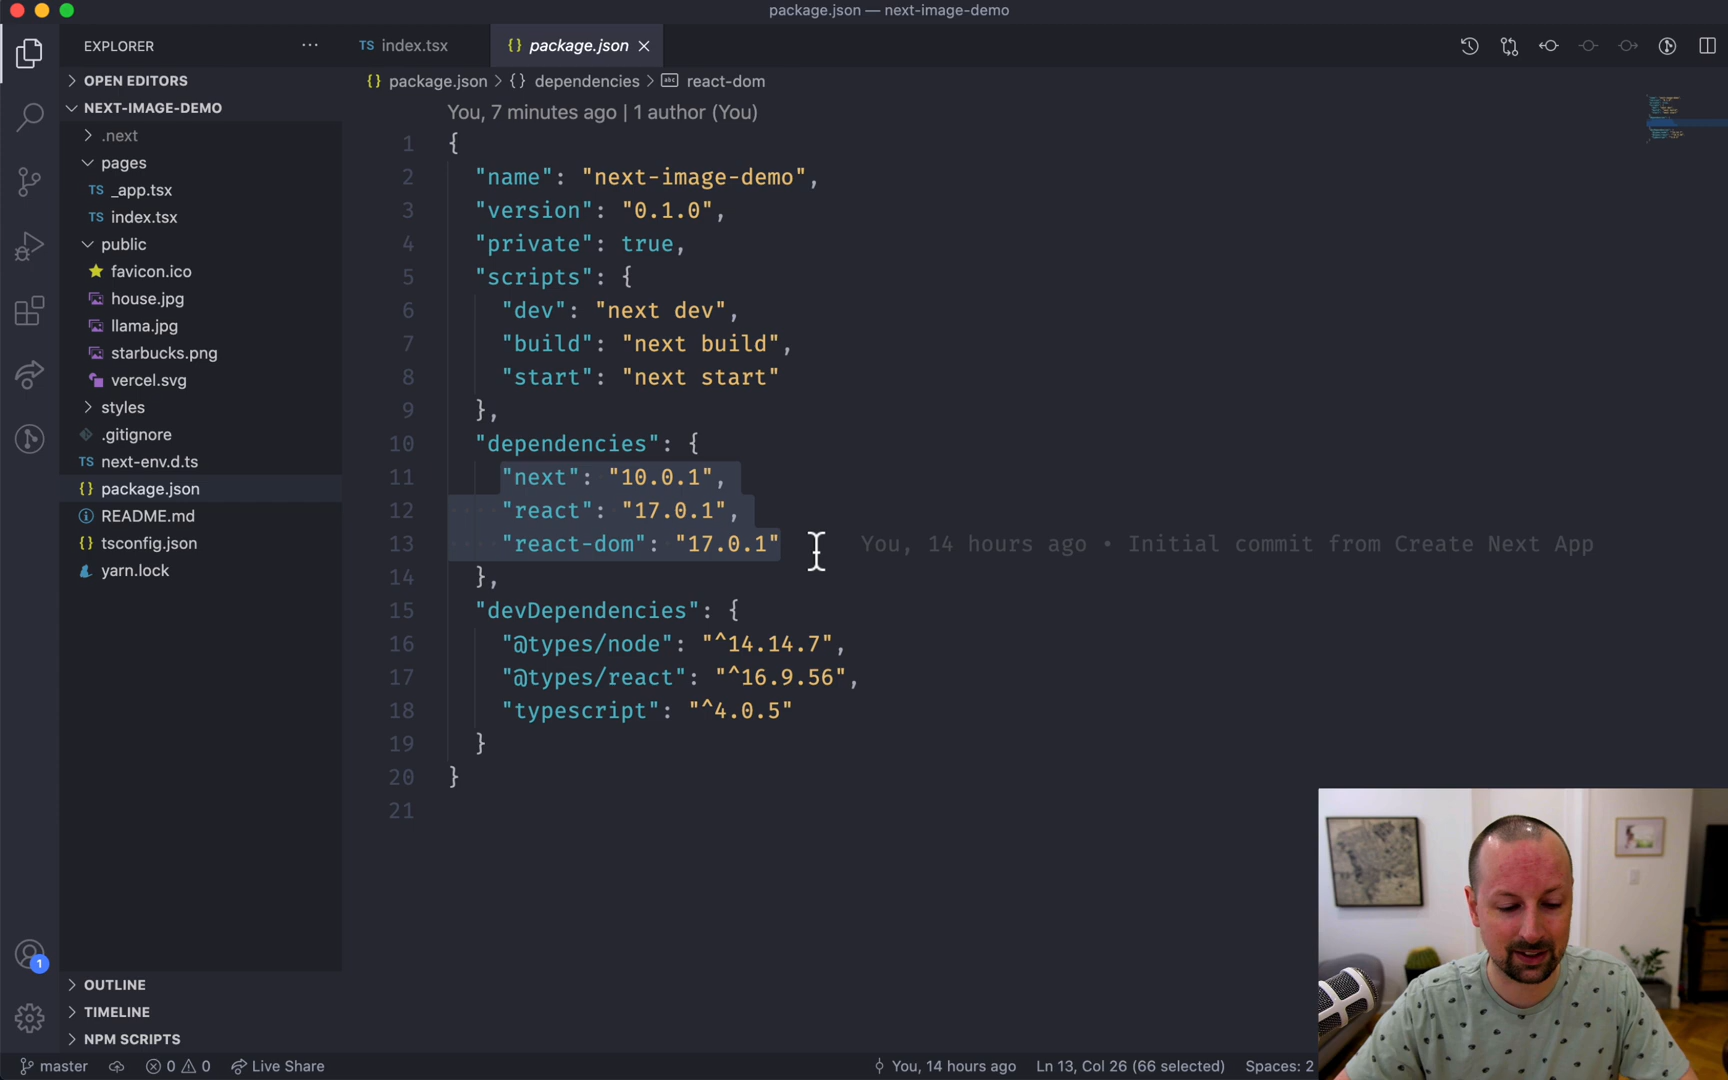 package.json — next-image-demo
EXPLORER
TS index.tsx
{} package.json
OPEN EDITORS
{} package.json > {} dependencies > abc react-dom
NEXT-IMAGE-DEMO
You, 7 minutes ago | 1 author (You)
.next
pages
TS _app.tsx
TS index.tsx
public
favicon.ico
house.jpg
llama.jpg
starbucks.png
vercel.svg
styles
.gitignore
TS next-env.d.ts
{} package.json
README.md
{} tsconfig.json
yarn.lock
1 {
2 "name": "next-image-demo",
3 "version": "0.1.0",
4 "private": true,
5 "scripts": {
6 "dev": "next dev",
7 "build": "next build",
8 "start": "next start"
9 },
10 "dependencies": {
11 "next": "10.0.1",
12 "react": "17.0.1",
13 "react-dom": "17.0.1" You, 14 hours ago • Initial commit from Create Next App
14 },
15 "devDependencies": {
16 "@types/node": "^14.14.7",
17 "@types/react": "^16.9.56",
18 "typescript": "^4.0.5"
19 }
20 }
21
1
OUTLINE
TIMELINE
NPM SCRIPTS
master 0 0 Live Share You, 14 hours ago Ln 13, Col 26 (66 selected) Spaces: 2